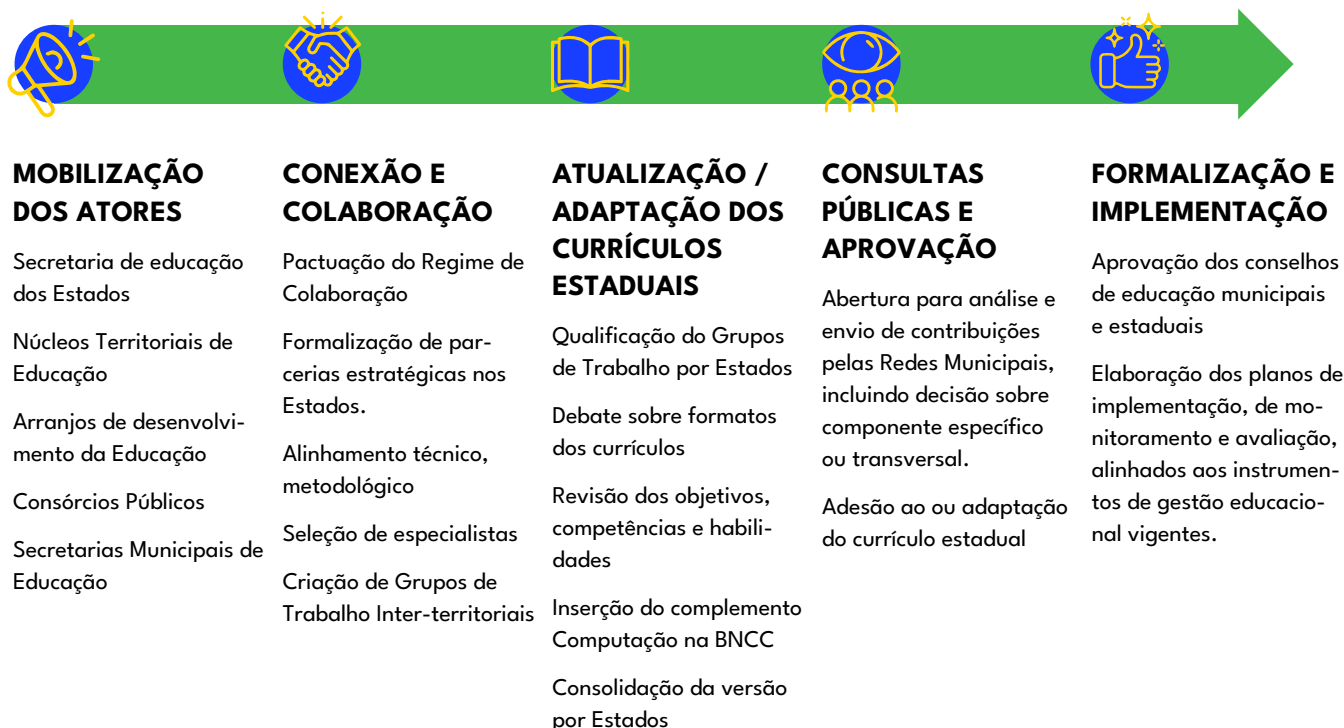 MOBILIZAÇÃO
DOS ATORES
Secretaria de educação
dos Estados
Núcleos Territoriais de
Educação
Arranjos de desenvolvi-
mento da Educação
Consórcios Públicos
Secretarias Municipais de
Educação
CONEXÃO E
COLABORAÇÃO
Pactuação do Regime de
Colaboração
Formalização de par-
cerias estratégicas nos
Estados.
Alinhamento técnico,
metodológico
Seleção de especialistas
Criação de Grupos de
Trabalho Inter-territoriais
ATUALIZAÇÃO /
ADAPTAÇÃO DOS
CURRÍCULOS
ESTADUAIS
Qualificação do Grupos
de Trabalho por Estados
Debate sobre formatos
dos currículos
Revisão dos objetivos,
competências e habili-
dades
Inserção do complemento
Computação na BNCC
Consolidação da versão
por Estados
CONSULTAS
PÚBLICAS E
APROVAÇÃO
Abertura para análise e
envio de contribuições
pelas Redes Municipais,
incluindo decisão sobre
componente específico
ou transversal.
Adesão ao ou adaptação
do currículo estadual
FORMALIZAÇÃO E
IMPLEMENTAÇÃO
Aprovação dos conselhos
de educação municipais
e estaduais
Elaboração dos planos de
implementação, de mo-
nitoramento e avaliação,
alinhados aos instrumen-
tos de gestão educacio-
nal vigentes.